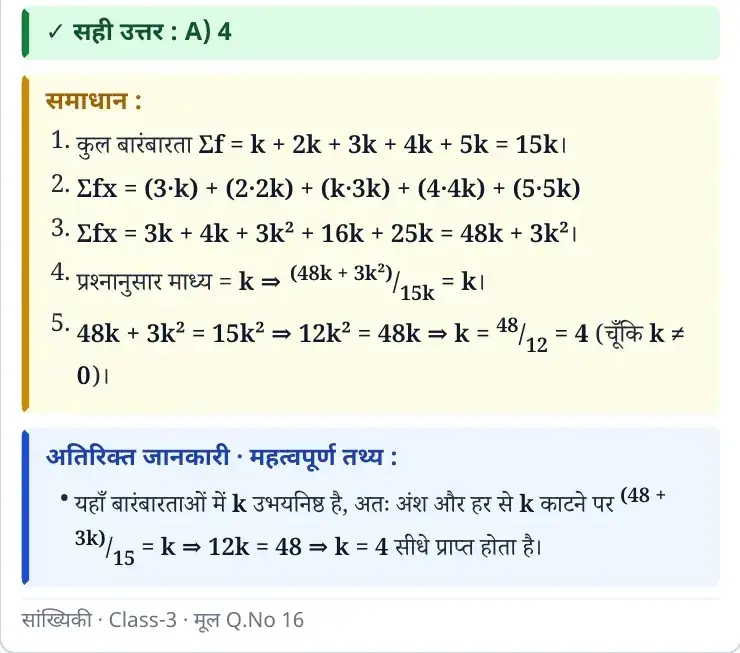 ✓ सही उत्तर : A) 4
समाधान :
1. कुल बारंबारता Σf = k + 2k + 3k + 4k + 5k = 15k।
2. Σfx = (3·k) + (2·2k) + (k·3k) + (4·4k) + (5·5k)
3. Σfx = 3k + 4k + 3k² + 16k + 25k = 48k + 3k²।
4. प्रश्नानुसार माध्य = k ⇒ (48k + 3k²)/15k = k।
5. 48k + 3k² = 15k² ⇒ 12k² = 48k ⇒ k = 48/12 = 4 (चूँकि k ≠
0)।
अतिरिक्त जानकारी · महत्वपूर्ण तथ्य :
• यहाँ बारंबारताओं में k उभयनिष्ठ है, अतः अंश और हर से k काटने पर (48 +
3k)/15 = k ⇒ 12k = 48 ⇒ k = 4 सीधे प्राप्त होता है।
सांख्यिकी · Class-3 · मूल Q.No 16